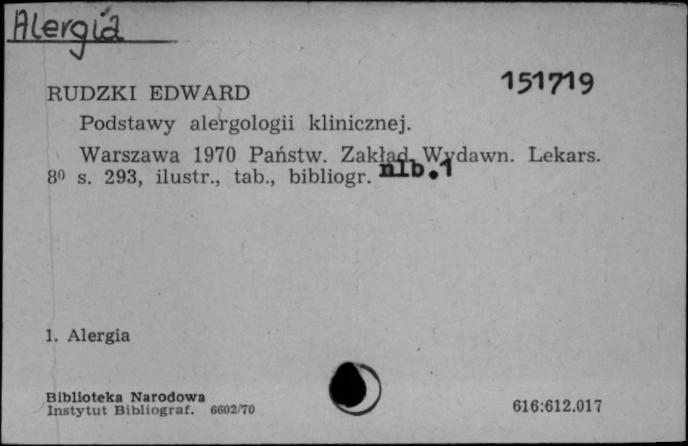 Alergia
151719
RUDZKI EDWARD
Podstawy alergologii klinicznej.
Warszawa 1970 Państw. Zakład Wydawn. Lekars.
8⁰ s. 293, ilustr., tab., bibliogr. nlb.1
1. Alergia
Biblioteka Narodowa
Instytut Bibliograf. 6602/70
616:612.017